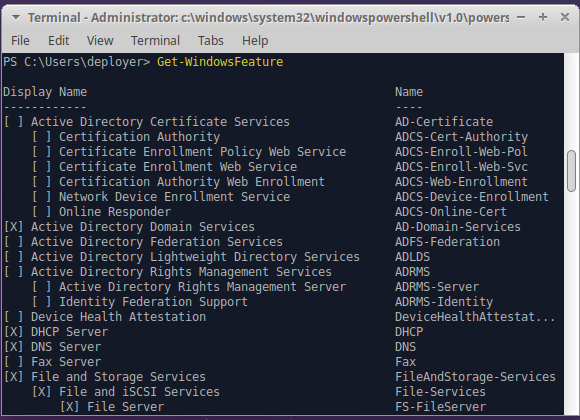 Terminal - Administrator: c:\windows\system32\windowspowershell\v1.0\powers
File Edit View Terminal Tabs Help
PS C:\Users\deployer> Get-WindowsFeature
Display Name Name
------------ ----
[ ] Active Directory Certificate Services AD-Certificate
[ ] Certification Authority ADCS-Cert-Authority
[ ] Certificate Enrollment Policy Web Service ADCS-Enroll-Web-Pol
[ ] Certificate Enrollment Web Service ADCS-Enroll-Web-Svc
[ ] Certification Authority Web Enrollment ADCS-Web-Enrollment
[ ] Network Device Enrollment Service ADCS-Device-Enrollment
[ ] Online Responder ADCS-Online-Cert
[X] Active Directory Domain Services AD-Domain-Services
[ ] Active Directory Federation Services ADFS-Federation
[ ] Active Directory Lightweight Directory Services ADLDS
[ ] Active Directory Rights Management Services ADRMS
[ ] Active Directory Rights Management Server ADRMS-Server
[ ] Identity Federation Support ADRMS-Identity
[ ] Device Health Attestation DeviceHealthAttestat...
[X] DHCP Server DHCP
[X] DNS Server DNS
[ ] Fax Server Fax
[X] File and Storage Services FileAndStorage-Services
[X] File and iSCSI Services File-Services
[X] File Server FS-FileServer